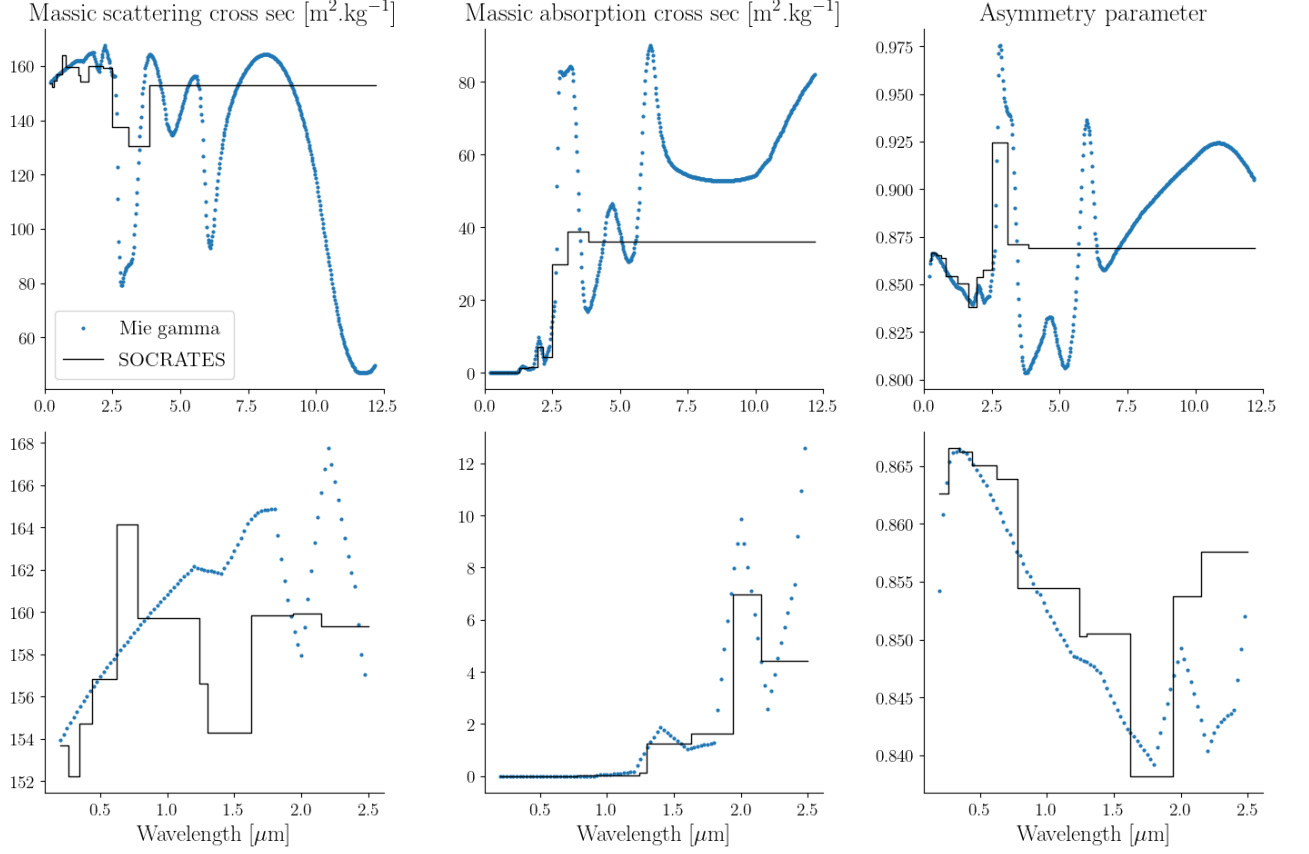 Massic scattering cross sec [m².kg⁻¹]
Massic absorption cross sec [m².kg⁻¹]
Asymmetry parameter
160
140
120
100
80
60
Mie gamma
SOCRATES
0.0 2.5 5.0 7.5 10.0 12.5
80
60
40
20
0
0.0 2.5 5.0 7.5 10.0 12.5
0.975
0.950
0.925
0.900
0.875
0.850
0.825
0.800
0.0 2.5 5.0 7.5 10.0 12.5
168
166
164
162
160
158
156
154
152
0.5 1.0 1.5 2.0 2.5
Wavelength [μm]
12
10
8
6
4
2
0
0.5 1.0 1.5 2.0 2.5
Wavelength [μm]
0.865
0.860
0.855
0.850
0.845
0.840
0.5 1.0 1.5 2.0 2.5
Wavelength [μm]